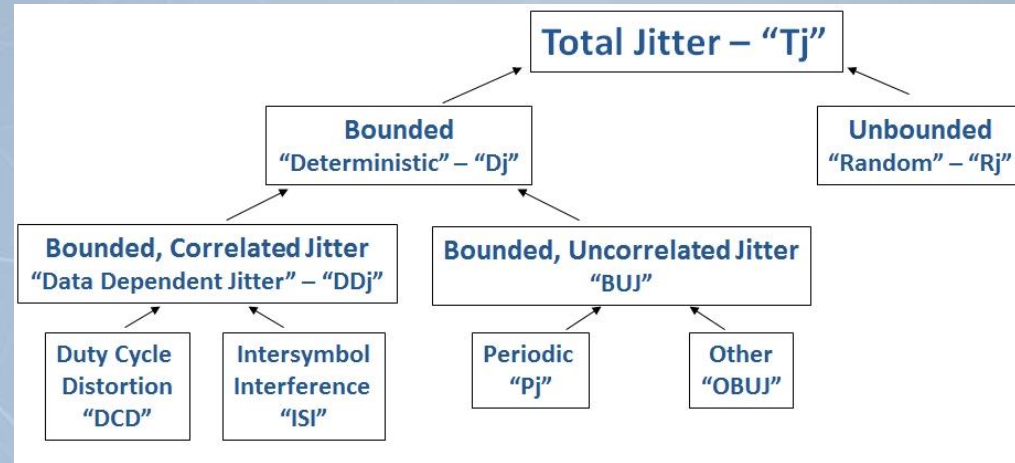 Total Jitter – “Tj”
Bounded
“Deterministic” – “Dj”
Unbounded
“Random” – “Rj”
Bounded, Correlated Jitter
“Data Dependent Jitter” – “DDj”
Bounded, Uncorrelated Jitter
“BUJ”
Duty Cycle
Distortion
“DCD”
Intersymbol
Interference
“ISI”
Periodic
“Pj”
Other
“OBUJ”